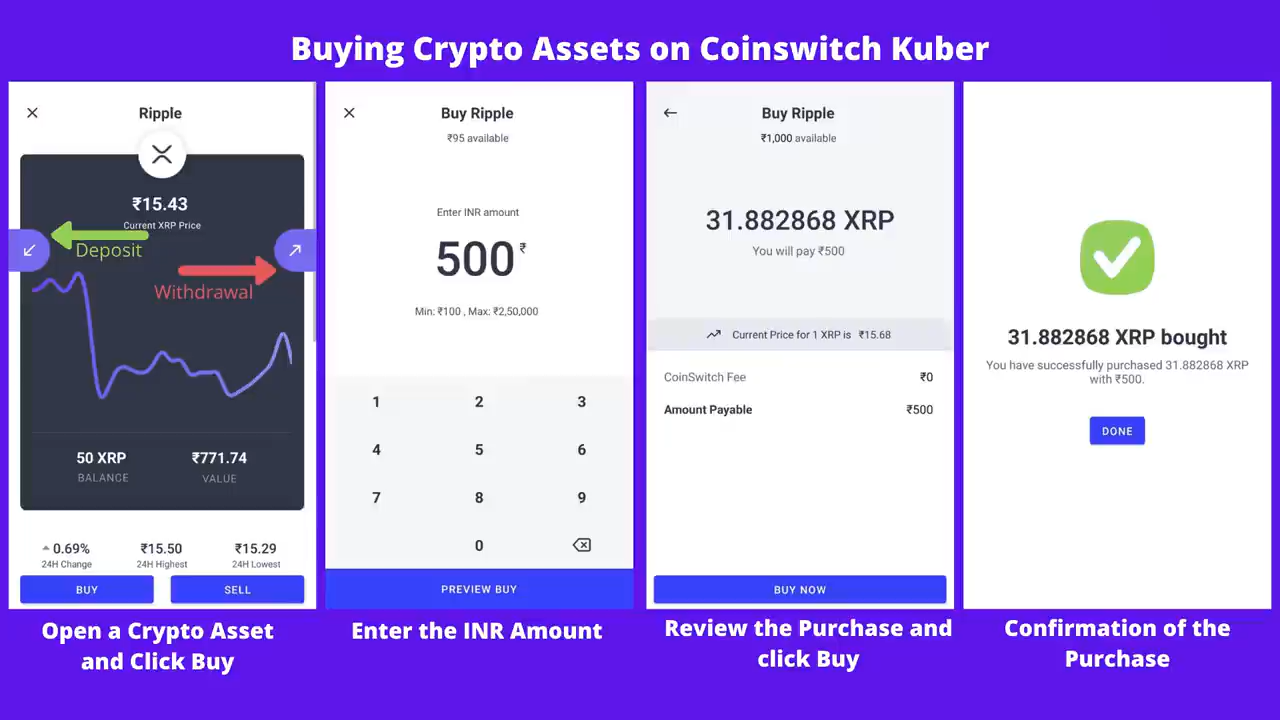 Buying Crypto Assets on Coinswitch Kuber
Ripple
₹15.43
Current XRP Price
Deposit
Withdrawal
50 XRP
BALANCE
₹771.74
VALUE
0.69%
24H Change
₹15.50
24H Highest
₹15.29
24H Lowest
BUY
SELL
Open a Crypto Asset
and Click Buy
Buy Ripple
₹95 available
Enter INR amount
500 ₹
Min: ₹100 , Max: ₹2,50,000
1 2 3
4 5 6
7 8 9
0
PREVIEW BUY
Enter the INR Amount
Buy Ripple
₹1,000 available
31.882868 XRP
You will pay ₹500
Current Price for 1 XRP is ₹15.68
CoinSwitch Fee ₹0
Amount Payable ₹500
BUY NOW
Review the Purchase and
click Buy
31.882868 XRP bought
You have successfully purchased 31.882868 XRP
with ₹500.
DONE
Confirmation of the
Purchase